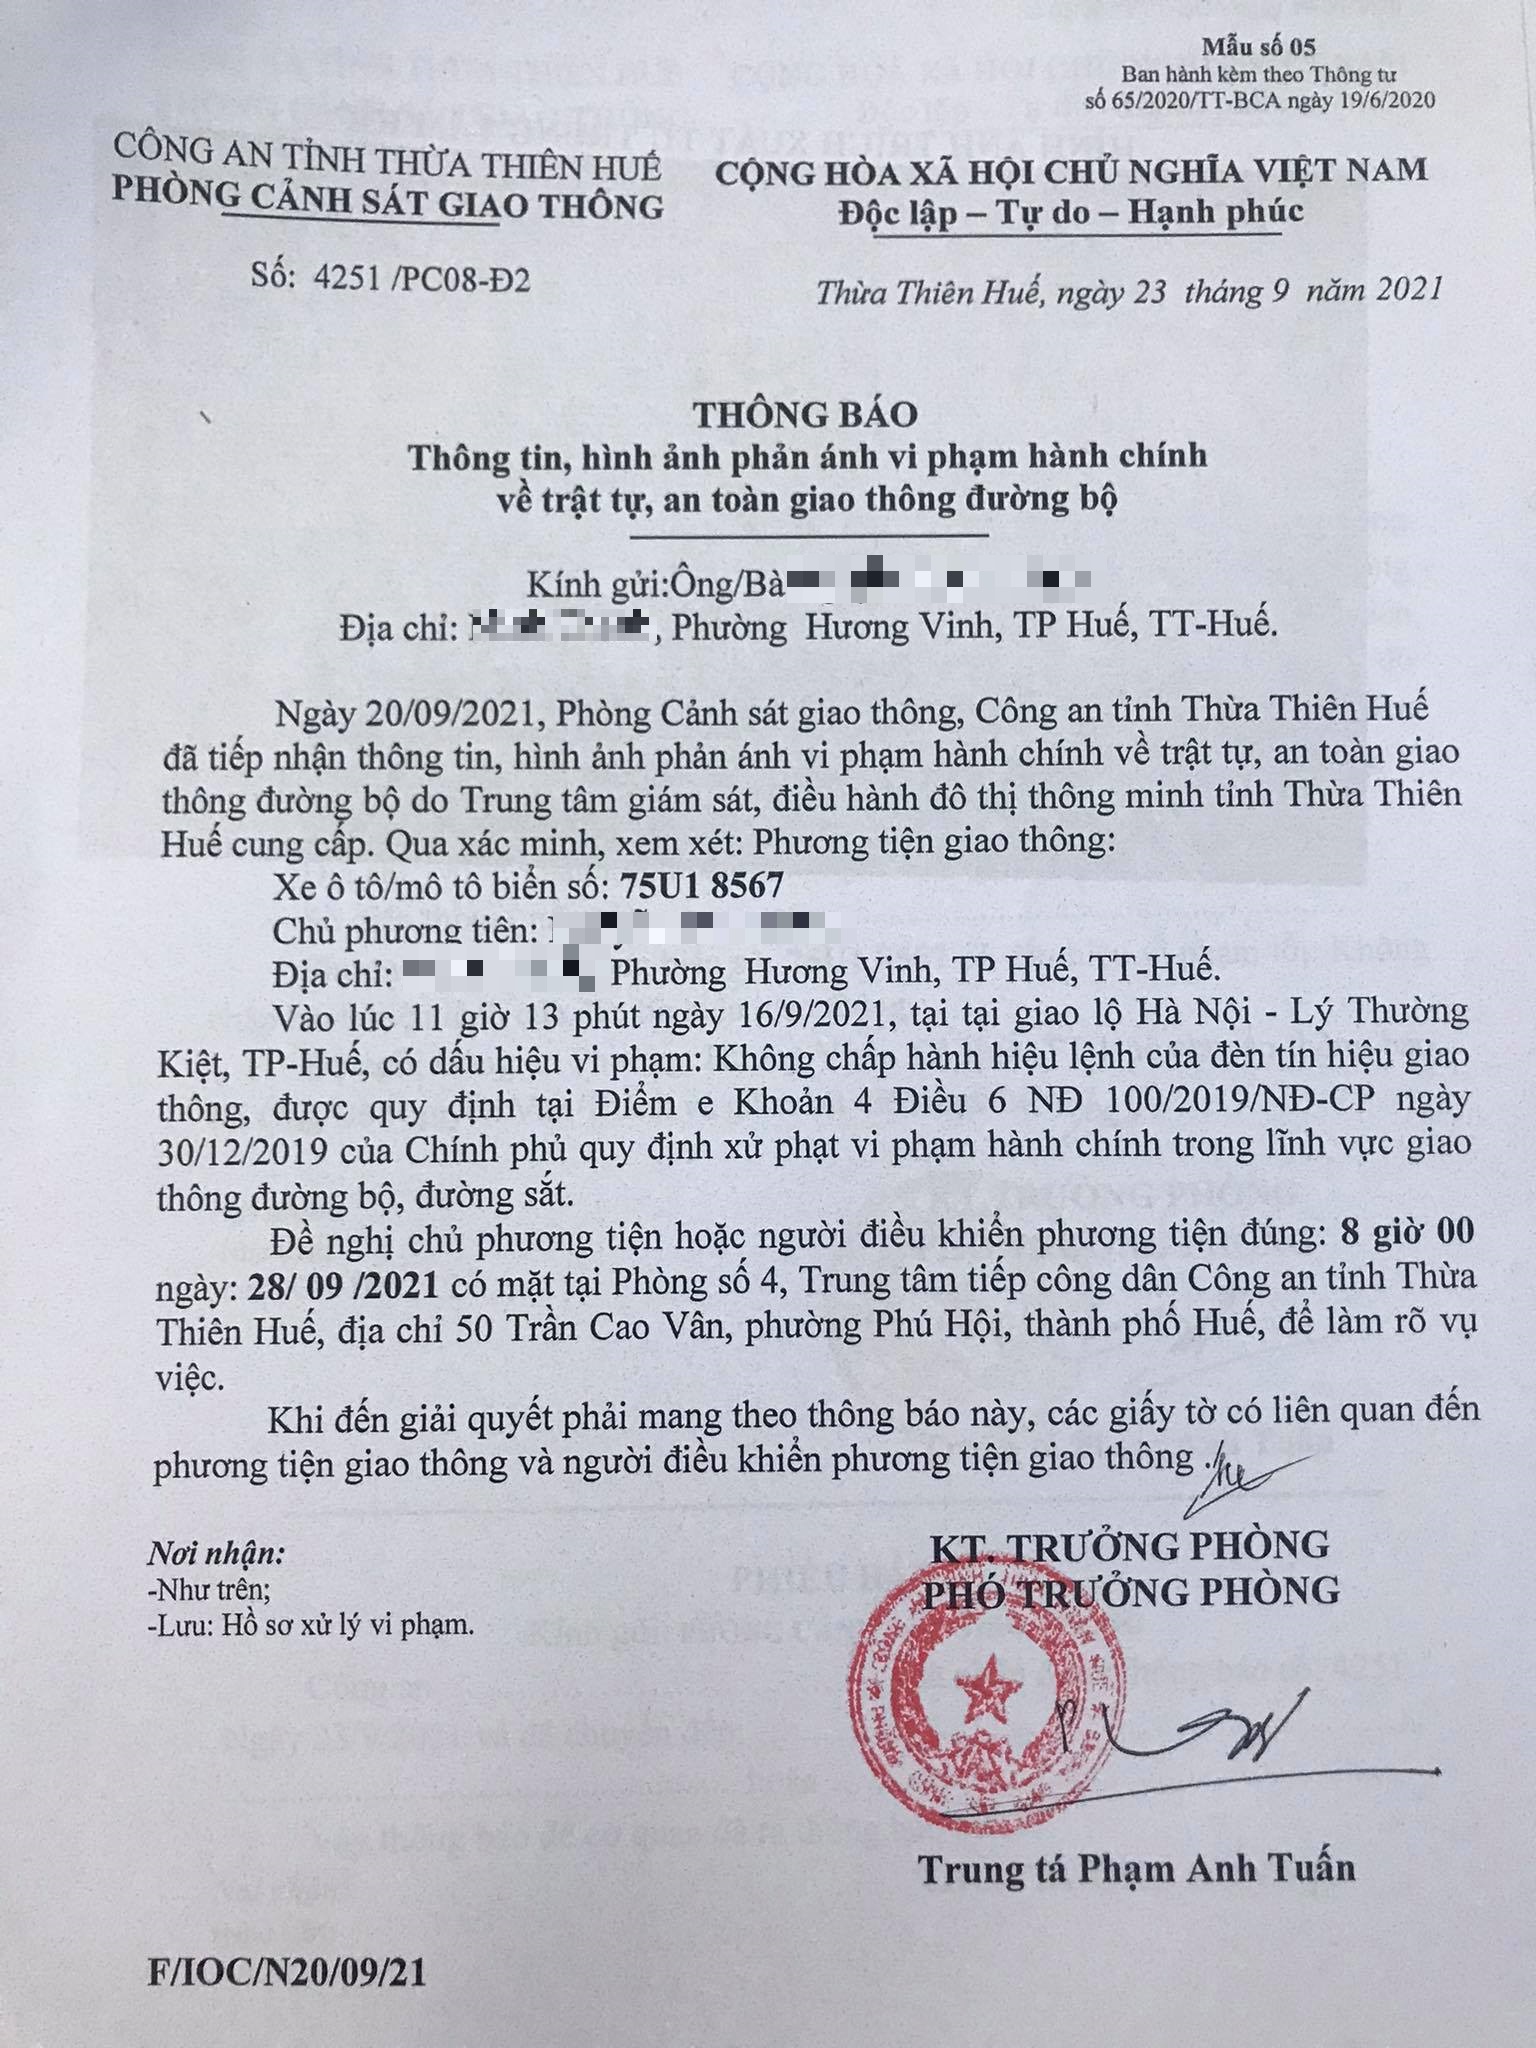 Mẫu số 05
Ban hành kèm theo Thông tư
số 65/2020/TT-BCA ngày 19/6/2020
CÔNG AN TỈNH THỪA THIÊN HUẾ
PHÒNG CẢNH SÁT GIAO THÔNG
CỘNG HÒA XÃ HỘI CHỦ NGHĨA VIỆT NAM
Độc lập – Tự do – Hạnh phúc
Số: 4251 /PC08-Đ2
Thừa Thiên Huế, ngày 23 tháng 9 năm 2021
THÔNG BÁO
Thông tin, hình ảnh phản ánh vi phạm hành chính
về trật tự, an toàn giao thông đường bộ
Kính gửi:Ông/Bà
Địa chỉ: , Phường Hương Vinh, TP Huế, TT-Huế.
Ngày 20/09/2021, Phòng Cảnh sát giao thông, Công an tỉnh Thừa Thiên Huế
đã tiếp nhận thông tin, hình ảnh phản ánh vi phạm hành chính về trật tự, an toàn giao
thông đường bộ do Trung tâm giám sát, điều hành đô thị thông minh tỉnh Thừa Thiên
Huế cung cấp. Qua xác minh, xem xét: Phương tiện giao thông:
Xe ô tô/mô tô biển số: 75U1 8567
Chủ phương tiện:
Địa chỉ: Phường Hương Vinh, TP Huế, TT-Huế.
Vào lúc 11 giờ 13 phút ngày 16/9/2021, tại tại giao lộ Hà Nội - Lý Thường
Kiệt, TP-Huế, có dấu hiệu vi phạm: Không chấp hành hiệu lệnh của đèn tín hiệu giao
thông, được quy định tại Điểm e Khoản 4 Điều 6 NĐ 100/2019/NĐ-CP ngày
30/12/2019 của Chính phủ quy định xử phạt vi phạm hành chính trong lĩnh vực giao
thông đường bộ, đường sắt.
Đề nghị chủ phương tiện hoặc người điều khiển phương tiện đúng: 8 giờ 00
ngày: 28/ 09 /2021 có mặt tại Phòng số 4, Trung tâm tiếp công dân Công an tỉnh Thừa
Thiên Huế, địa chỉ 50 Trần Cao Vân, phường Phú Hội, thành phố Huế, để làm rõ vụ
việc.
Khi đến giải quyết phải mang theo thông báo này, các giấy tờ có liên quan đến
phương tiện giao thông và người điều khiển phương tiện giao thông .
Nơi nhận:
-Như trên;
-Lưu: Hồ sơ xử lý vi phạm.
KT. TRƯỞNG PHÒNG
PHÓ TRƯỞNG PHÒNG
Trung tá Phạm Anh Tuấn
F/IOC/N20/09/21